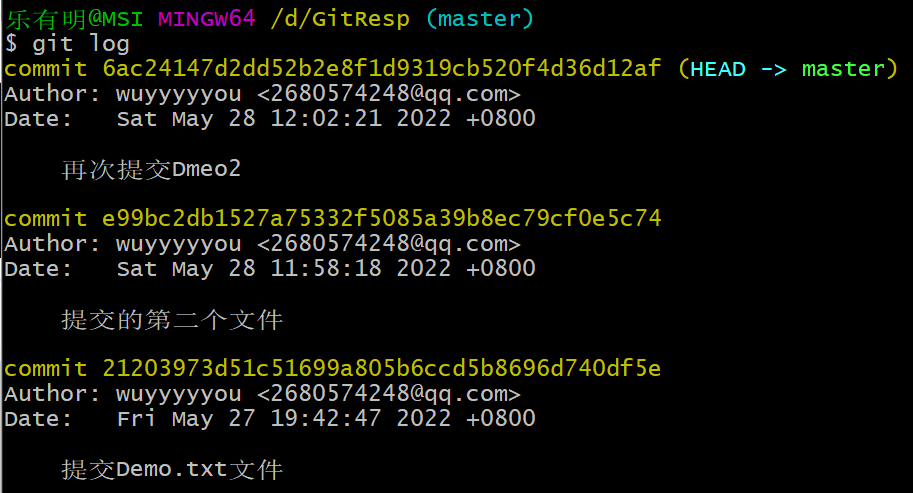 乐有明@MSI MINGW64 /d/GitResp (master)
$ git log
commit 6ac24147d2dd52b2e8f1d9319cb520f4d36d12af (HEAD -> master)
Author: wuyyyyyou <2680574248@qq.com>
Date:   Sat May 28 12:02:21 2022 +0800
再次提交Dmeo2
commit e99bc2db1527a75332f5085a39b8ec79cf0e5c74
Author: wuyyyyyou <2680574248@qq.com>
Date:   Sat May 28 11:58:18 2022 +0800
提交的第二个文件
commit 21203973d51c51699a805b6ccd5b8696d740df5e
Author: wuyyyyyou <2680574248@qq.com>
Date:   Fri May 27 19:42:47 2022 +0800
提交Demo.txt文件